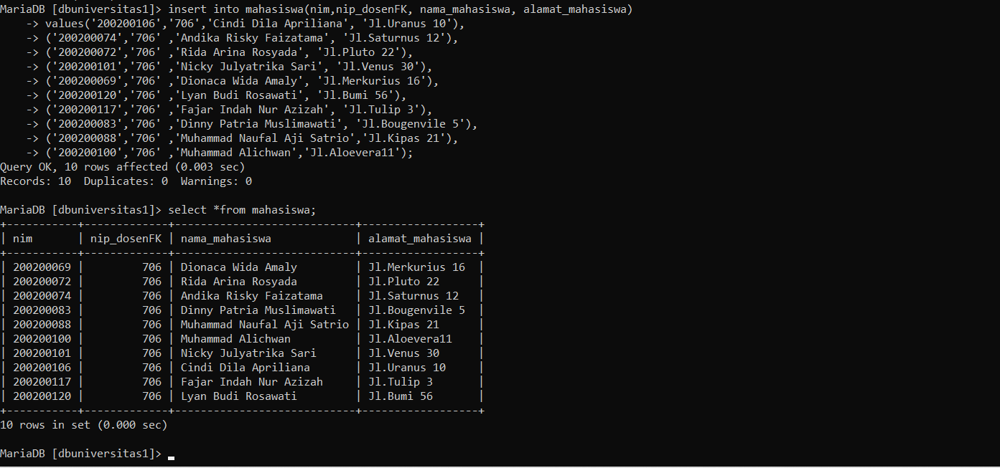 MariaDB [dbuniversitas1]> insert into mahasiswa(nim,nip_dosenFK, nama_mahasiswa, alamat_mahasiswa)
    -> values('200200106','706','Cindi Dila Apriliana', 'Jl.Uranus 10'),
    -> ('200200074','706' ,'Andika Risky Faizatama', 'Jl.Saturnus 12'),
    -> ('200200072','706' ,'Rida Arina Rosyada', 'Jl.Pluto 22'),
    -> ('200200101','706' ,'Nicky Julyatrika Sari', 'Jl.Venus 30'),
    -> ('200200069','706' ,'Dionaca Wida Amaly', 'Jl.Merkurius 16'),
    -> ('200200120','706' ,'Lyan Budi Rosawati', 'Jl.Bumi 56'),
    -> ('200200117','706' ,'Fajar Indah Nur Azizah', 'Jl.Tulip 3'),
    -> ('200200083','706' ,'Dinny Patria Muslimawati', 'Jl.Bougenvile 5'),
    -> ('200200088','706' ,'Muhammad Naufal Aji Satrio','Jl.Kipas 21'),
    -> ('200200100','706' ,'Muhammad Alichwan','Jl.Aloevera11');
Query OK, 10 rows affected (0.003 sec)
Records: 10  Duplicates: 0  Warnings: 0

MariaDB [dbuniversitas1]> select *from mahasiswa;
+-----------+-------------+----------------------------+------------------+
| nim       | nip_dosenFK | nama_mahasiswa             | alamat_mahasiswa |
+-----------+-------------+----------------------------+------------------+
| 200200069 |         706 | Dionaca Wida Amaly         | Jl.Merkurius 16  |
| 200200072 |         706 | Rida Arina Rosyada         | Jl.Pluto 22      |
| 200200074 |         706 | Andika Risky Faizatama     | Jl.Saturnus 12   |
| 200200083 |         706 | Dinny Patria Muslimawati   | Jl.Bougenvile 5  |
| 200200088 |         706 | Muhammad Naufal Aji Satrio | Jl.Kipas 21      |
| 200200100 |         706 | Muhammad Alichwan          | Jl.Aloevera11    |
| 200200101 |         706 | Nicky Julyatrika Sari      | Jl.Venus 30      |
| 200200106 |         706 | Cindi Dila Apriliana       | Jl.Uranus 10     |
| 200200117 |         706 | Fajar Indah Nur Azizah     | Jl.Tulip 3       |
| 200200120 |         706 | Lyan Budi Rosawati         | Jl.Bumi 56       |
+-----------+-------------+----------------------------+------------------+
10 rows in set (0.000 sec)

MariaDB [dbuniversitas1]>